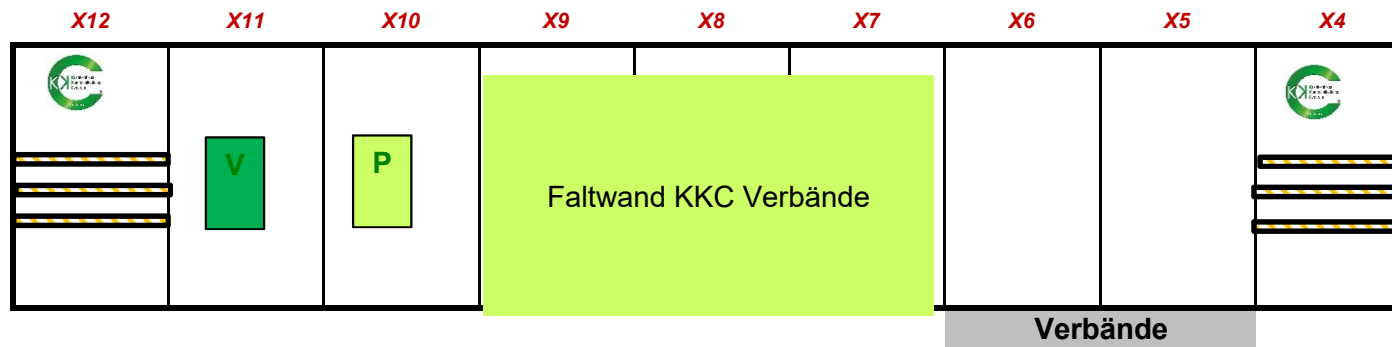 X12 X11 X10 X9 X8 X7 X6 X5 X4
V P
Faltwand KKC Verbände
Verbände